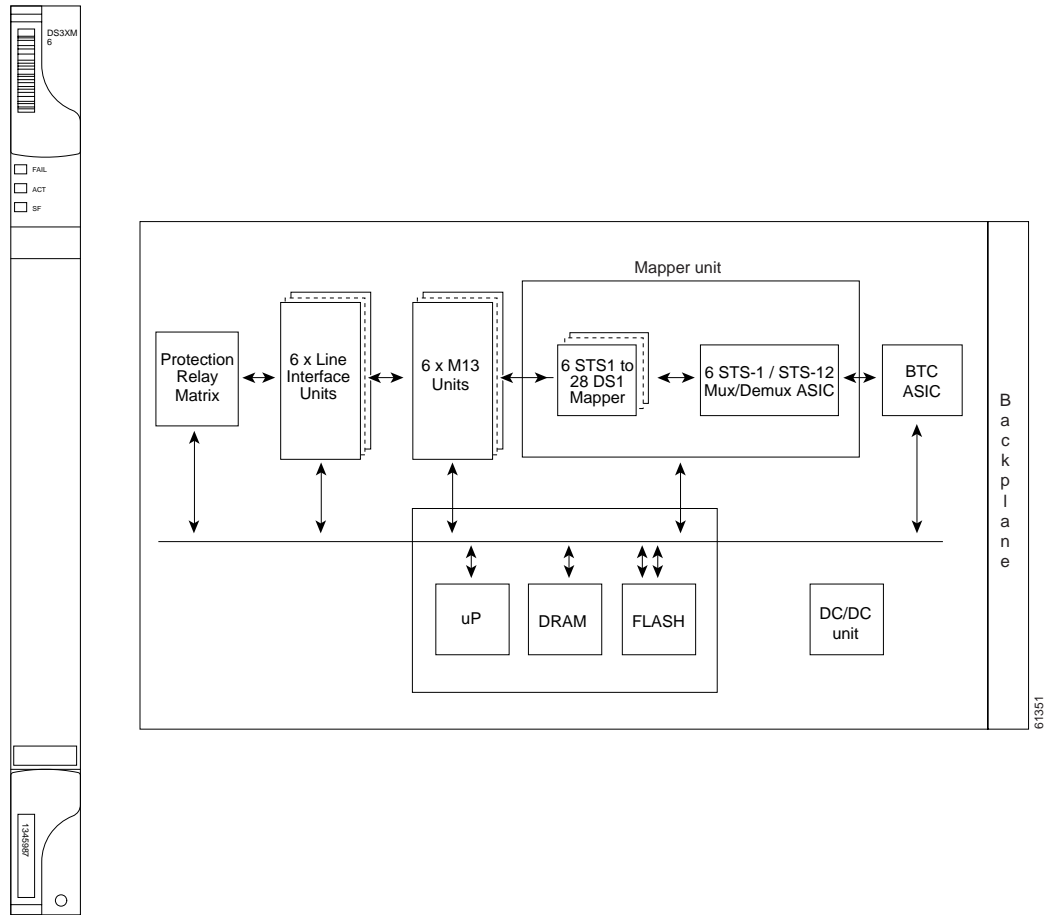 DS3XM
6
FAIL
ACT
SF
Mapper unit
Protection
Relay
Matrix
6 x Line
Interface
Units
6 x M13
Units
6 STS1 to
28 DS1
Mapper
6 STS-1 / STS-12
Mux/Demux ASIC
BTC
ASIC
Backplane
uP
DRAM
FLASH
DC/DC
unit
61351
1345987